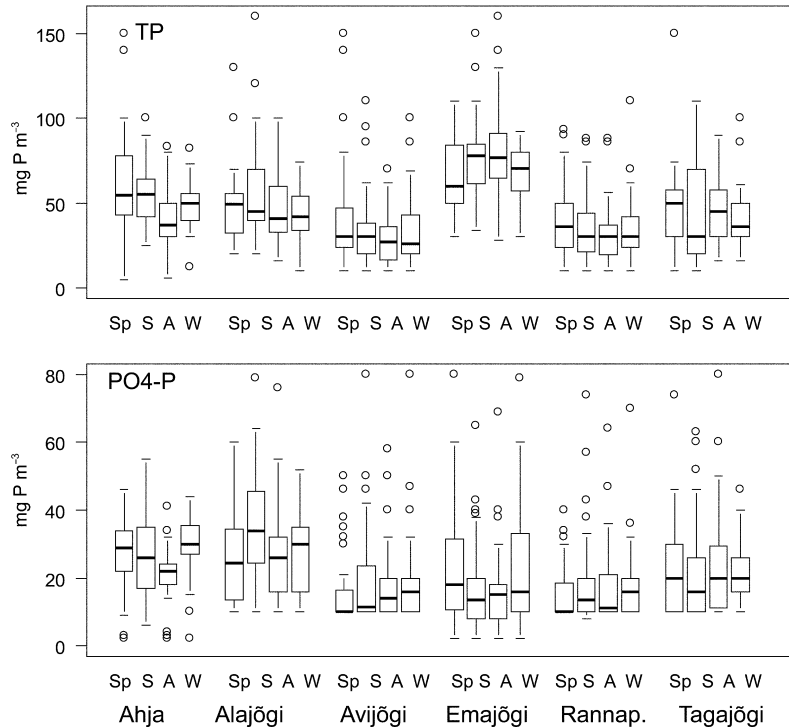 TP
mg P m⁻³
150
100
50
0
Sp S A W Sp S A W Sp S A W Sp S A W Sp S A W Sp S A W
PO4-P
mg P m⁻³
80
60
40
20
0
Sp S A W Sp S A W Sp S A W Sp S A W Sp S A W Sp S A W
Ahja Alajõgi Avijõgi Emajõgi Rannap. Tagajõgi